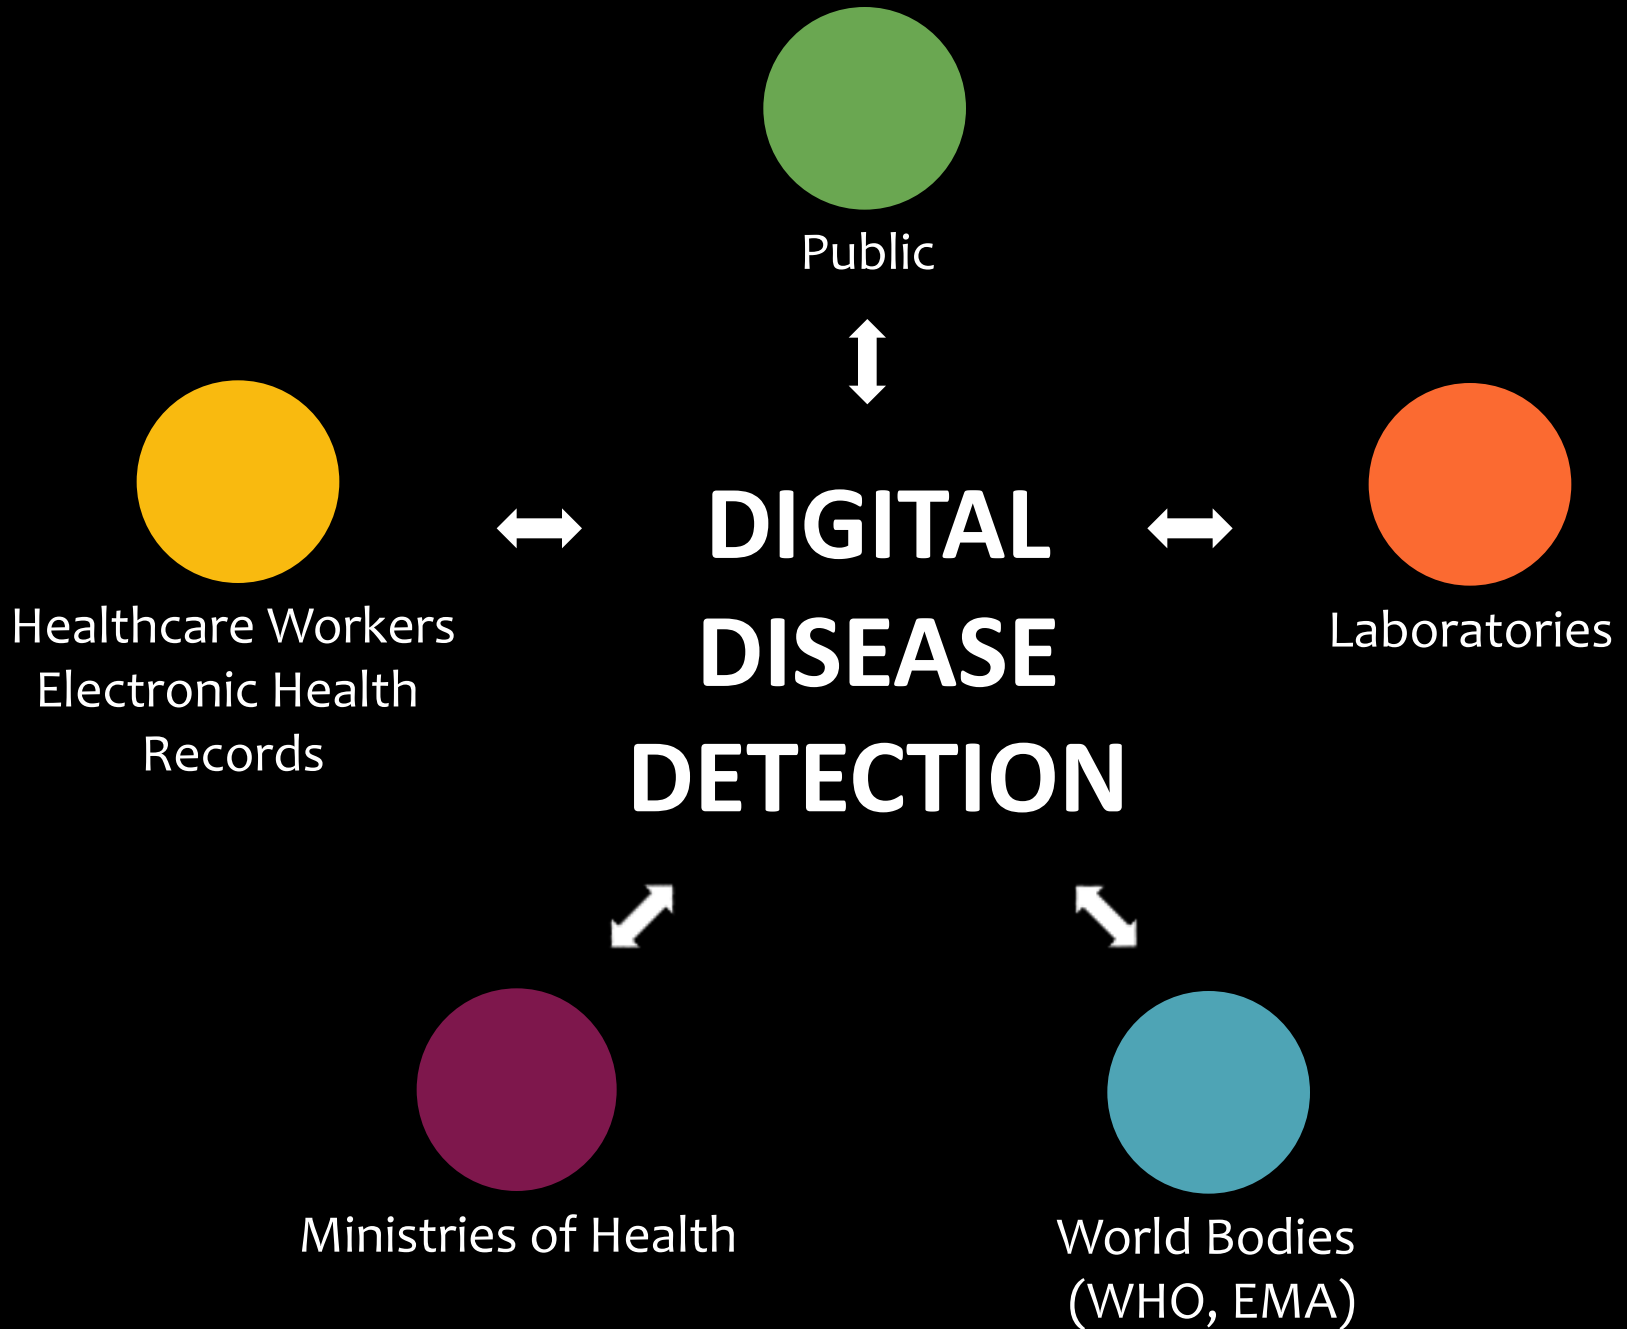 Public
DIGITAL
DISEASE
DETECTION
Healthcare Workers
Electronic Health
Records
Laboratories
Ministries of Health
World Bodies
(WHO, EMA)